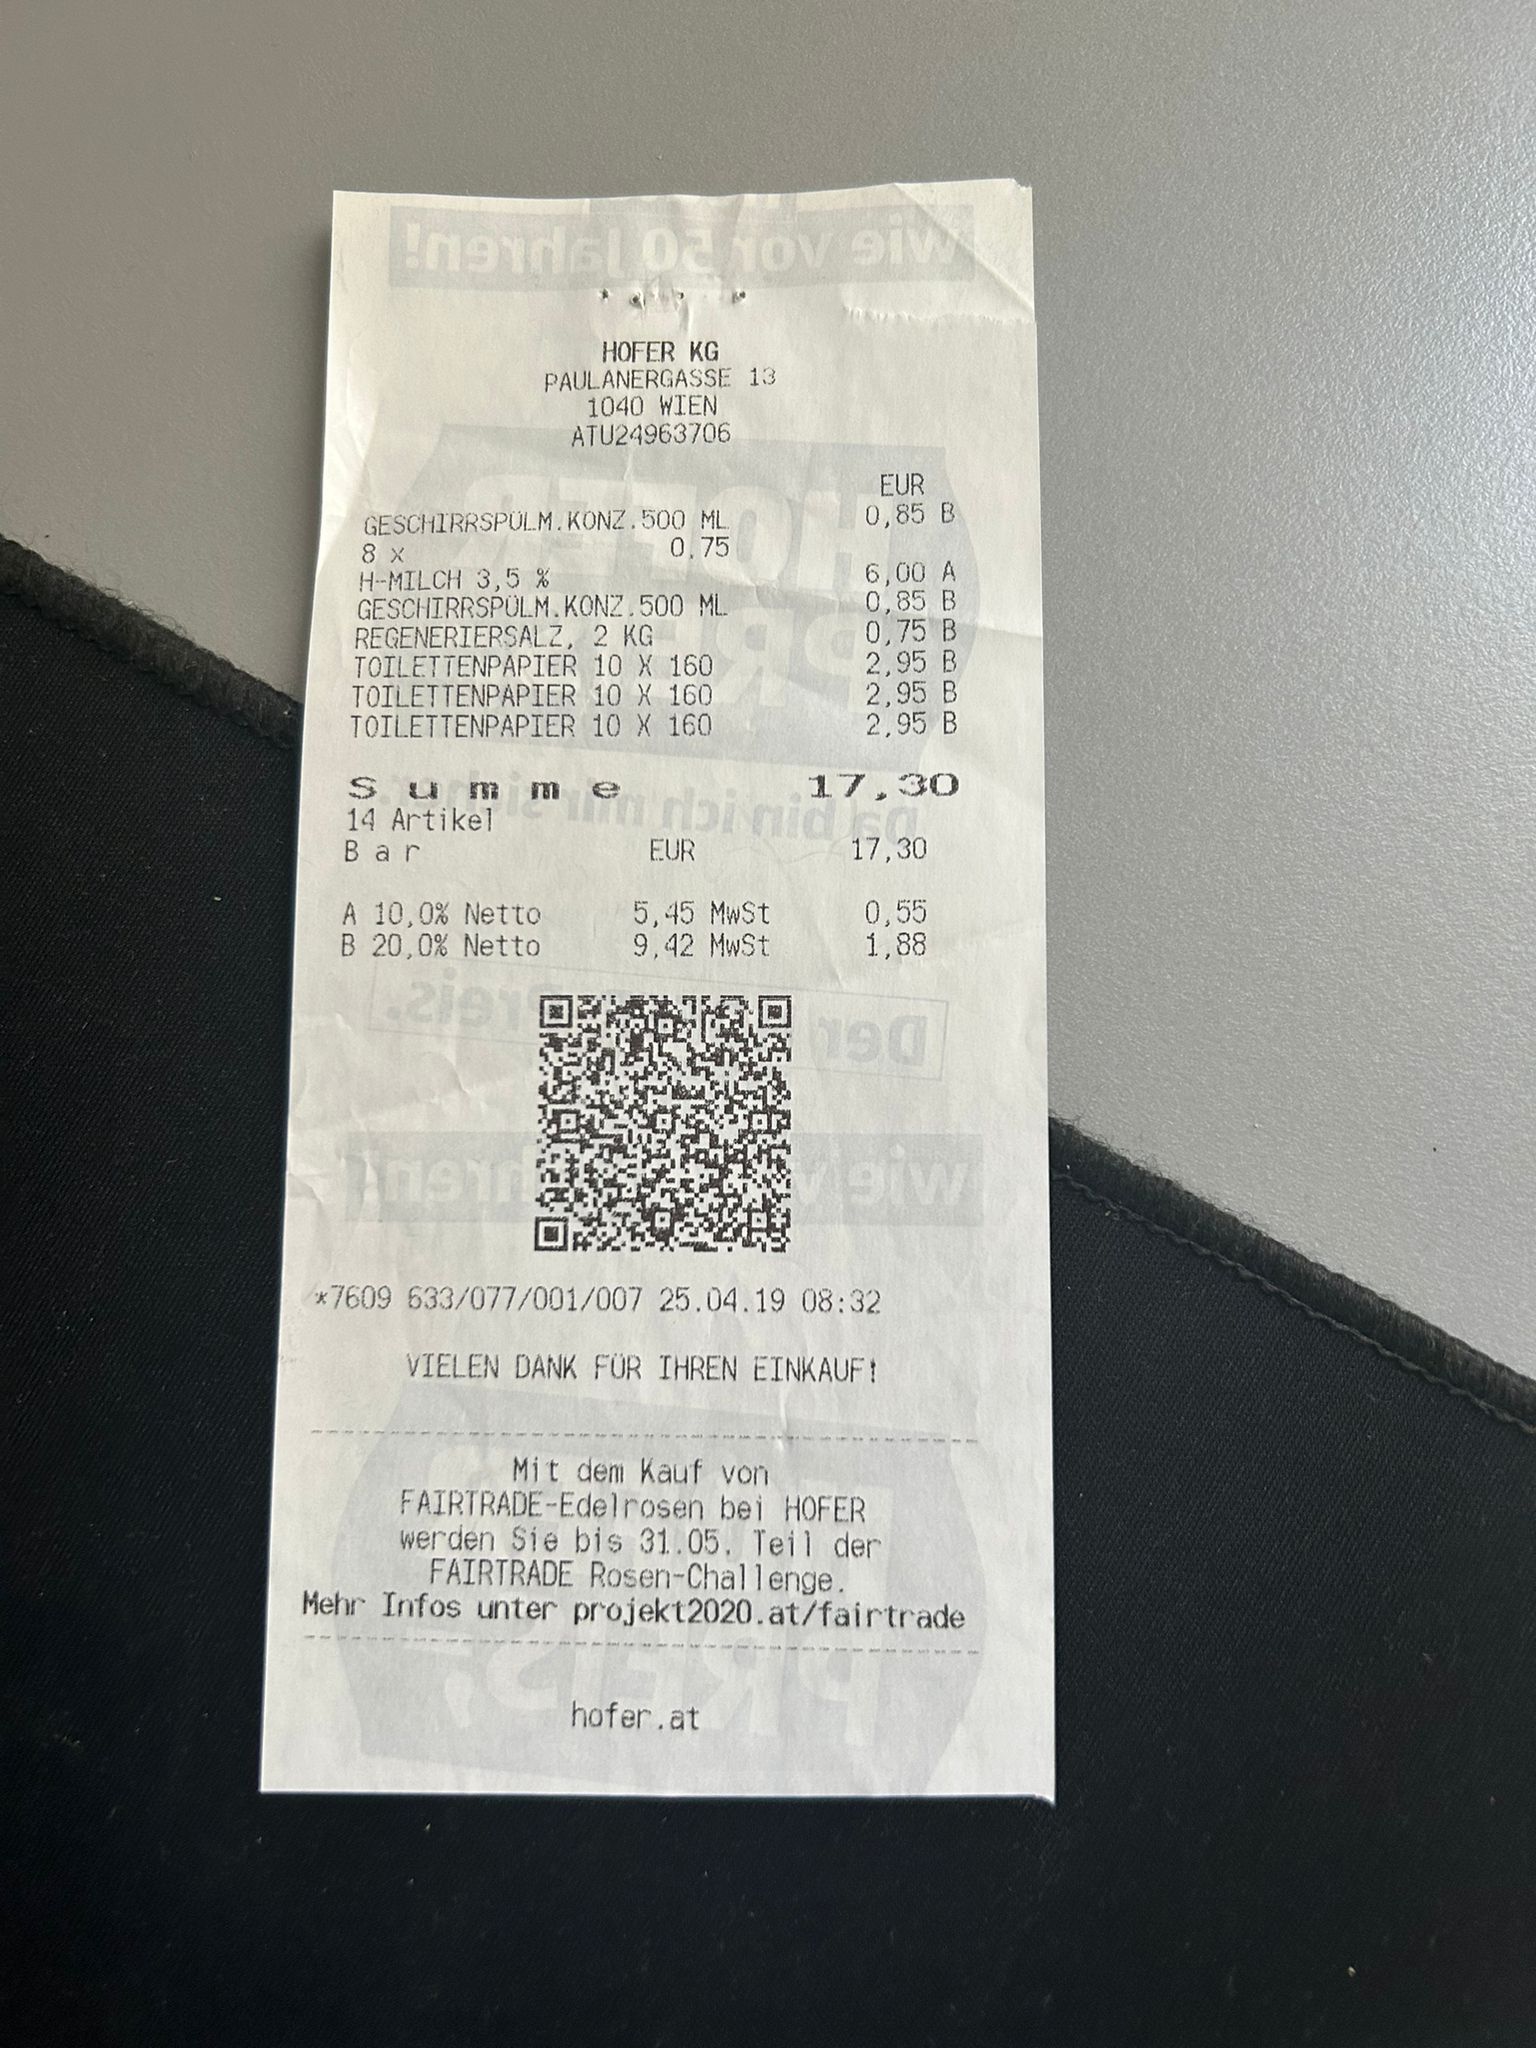 wie vor 50 Jahren!
HOFER KG
PAULANERGASSE 13
1040 WIEN
ATU24963706
EUR
GESCHIRRSPÜLM.KONZ.500 ML 0,85 B
8 x 0.75
H-MILCH 3,5 % 6,00 A
GESCHIRRSPÜLM.KONZ.500 ML 0,85 B
REGENERIERSALZ, 2 KG 0,75 B
TOILETTENPAPIER 10 X 160 2,95 B
TOILETTENPAPIER 10 X 160 2,95 B
TOILETTENPAPIER 10 X 160 2,95 B
Summe 17,30
14 Artikel
Bar EUR 17,30
A 10,0% Netto 5,45 MwSt 0,55
B 20,0% Netto 9,42 MwSt 1,88
*7609 633/077/001/007 25.04.19 08:32
VIELEN DANK FÜR IHREN EINKAUF!
Mit dem Kauf von
FAIRTRADE-Edelrosen bei HOFER
werden Sie bis 31.05. Teil der
FAIRTRADE Rosen-Challenge.
Mehr Infos unter projekt2020.at/fairtrade
hofer.at